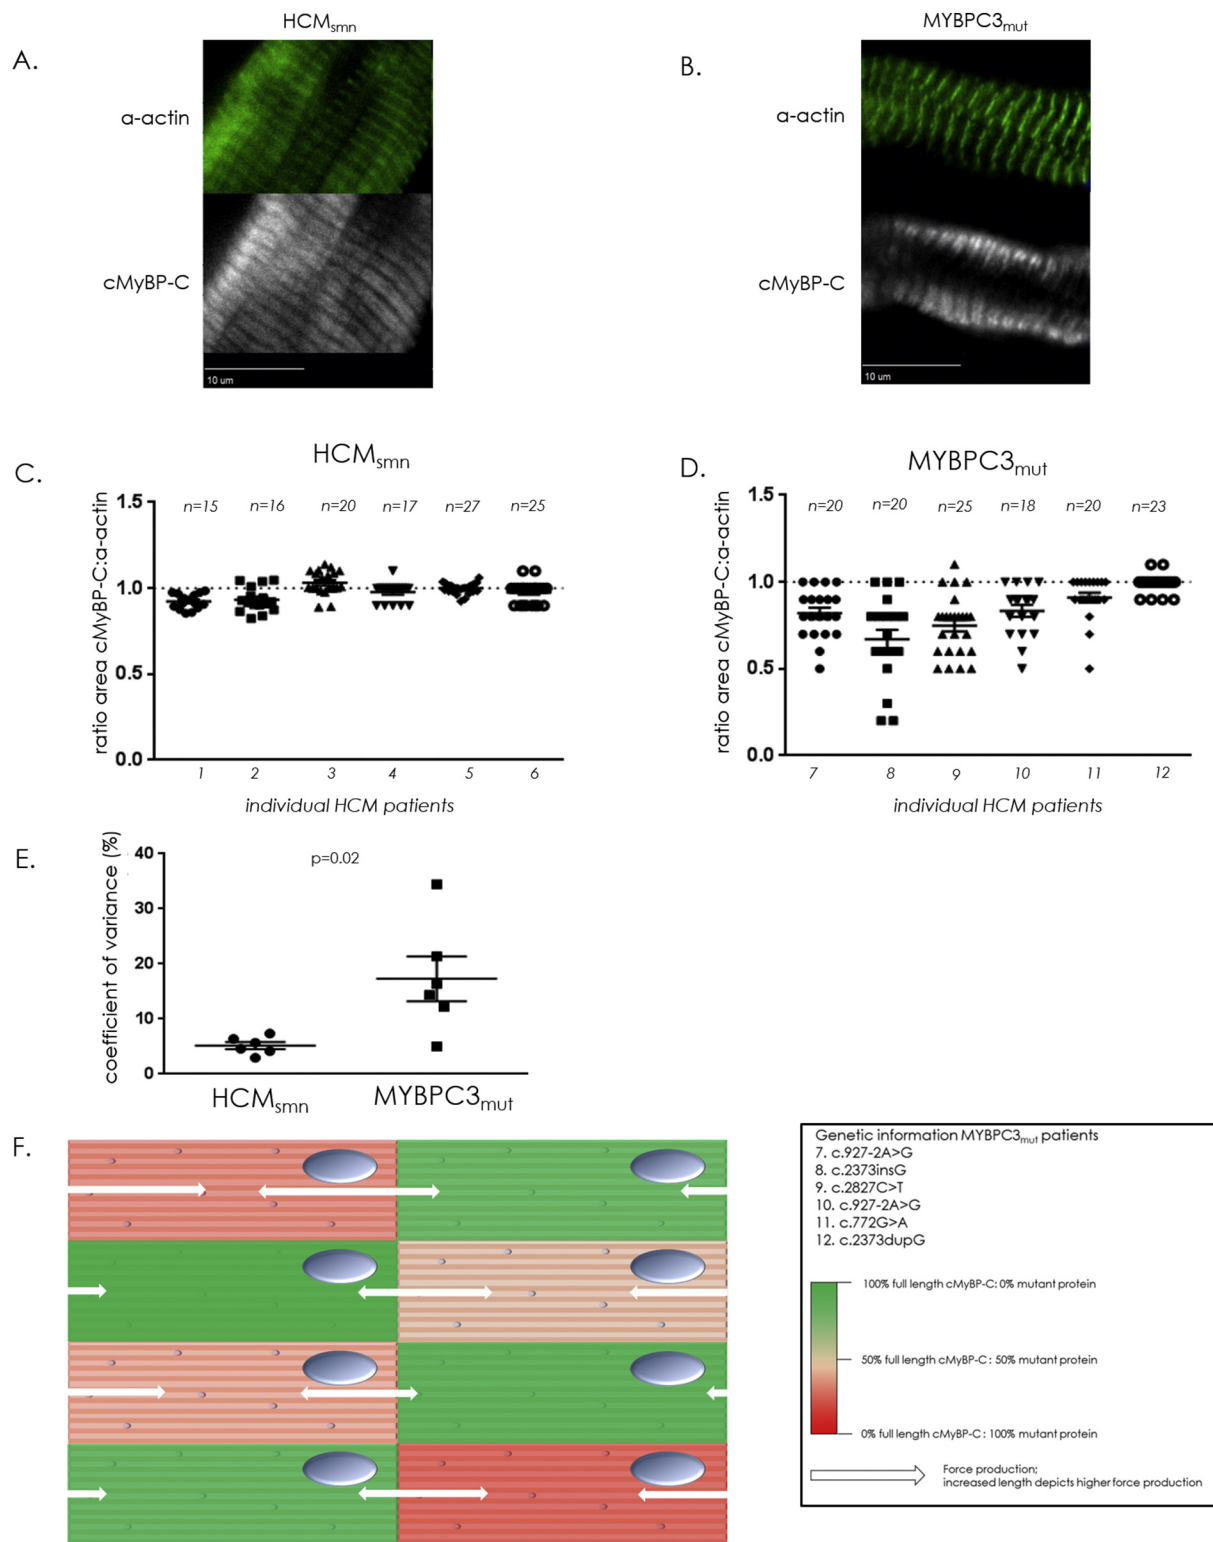 HCMsmn
MYBPC3mut
A.
B.
α-actin
α-actin
cMyBP-C
cMyBP-C
10 um
10 um
HCMsmn
MYBPC3mut
C.
D.
ratio area cMyBP-C:α-actin
1.5
1.0
0.5
0.0
n=15 n=16 n=20 n=17 n=27 n=25
1 2 3 4 5 6
individual HCM patients
ratio area cMyBP-C:α-actin
1.5
1.0
0.5
0.0
n=20 n=20 n=25 n=18 n=20 n=23
7 8 9 10 11 12
individual HCM patients
E.
coefficient of variance (%)
40
30
20
10
0
p=0.02
HCMsmn MYBPC3mut
F.
Genetic information MYBPC3mut patients
7. c.927-2A>G
8. c.2373insG
9. c.2827C>T
10. c.927-2A>G
11. c.772G>A
12. c.2373dupG
100% full length cMyBP-C: 0% mutant protein
50% full length cMyBP-C : 50% mutant protein
0% full length cMyBP-C : 100% mutant protein
Force production;
increased length depicts higher force production